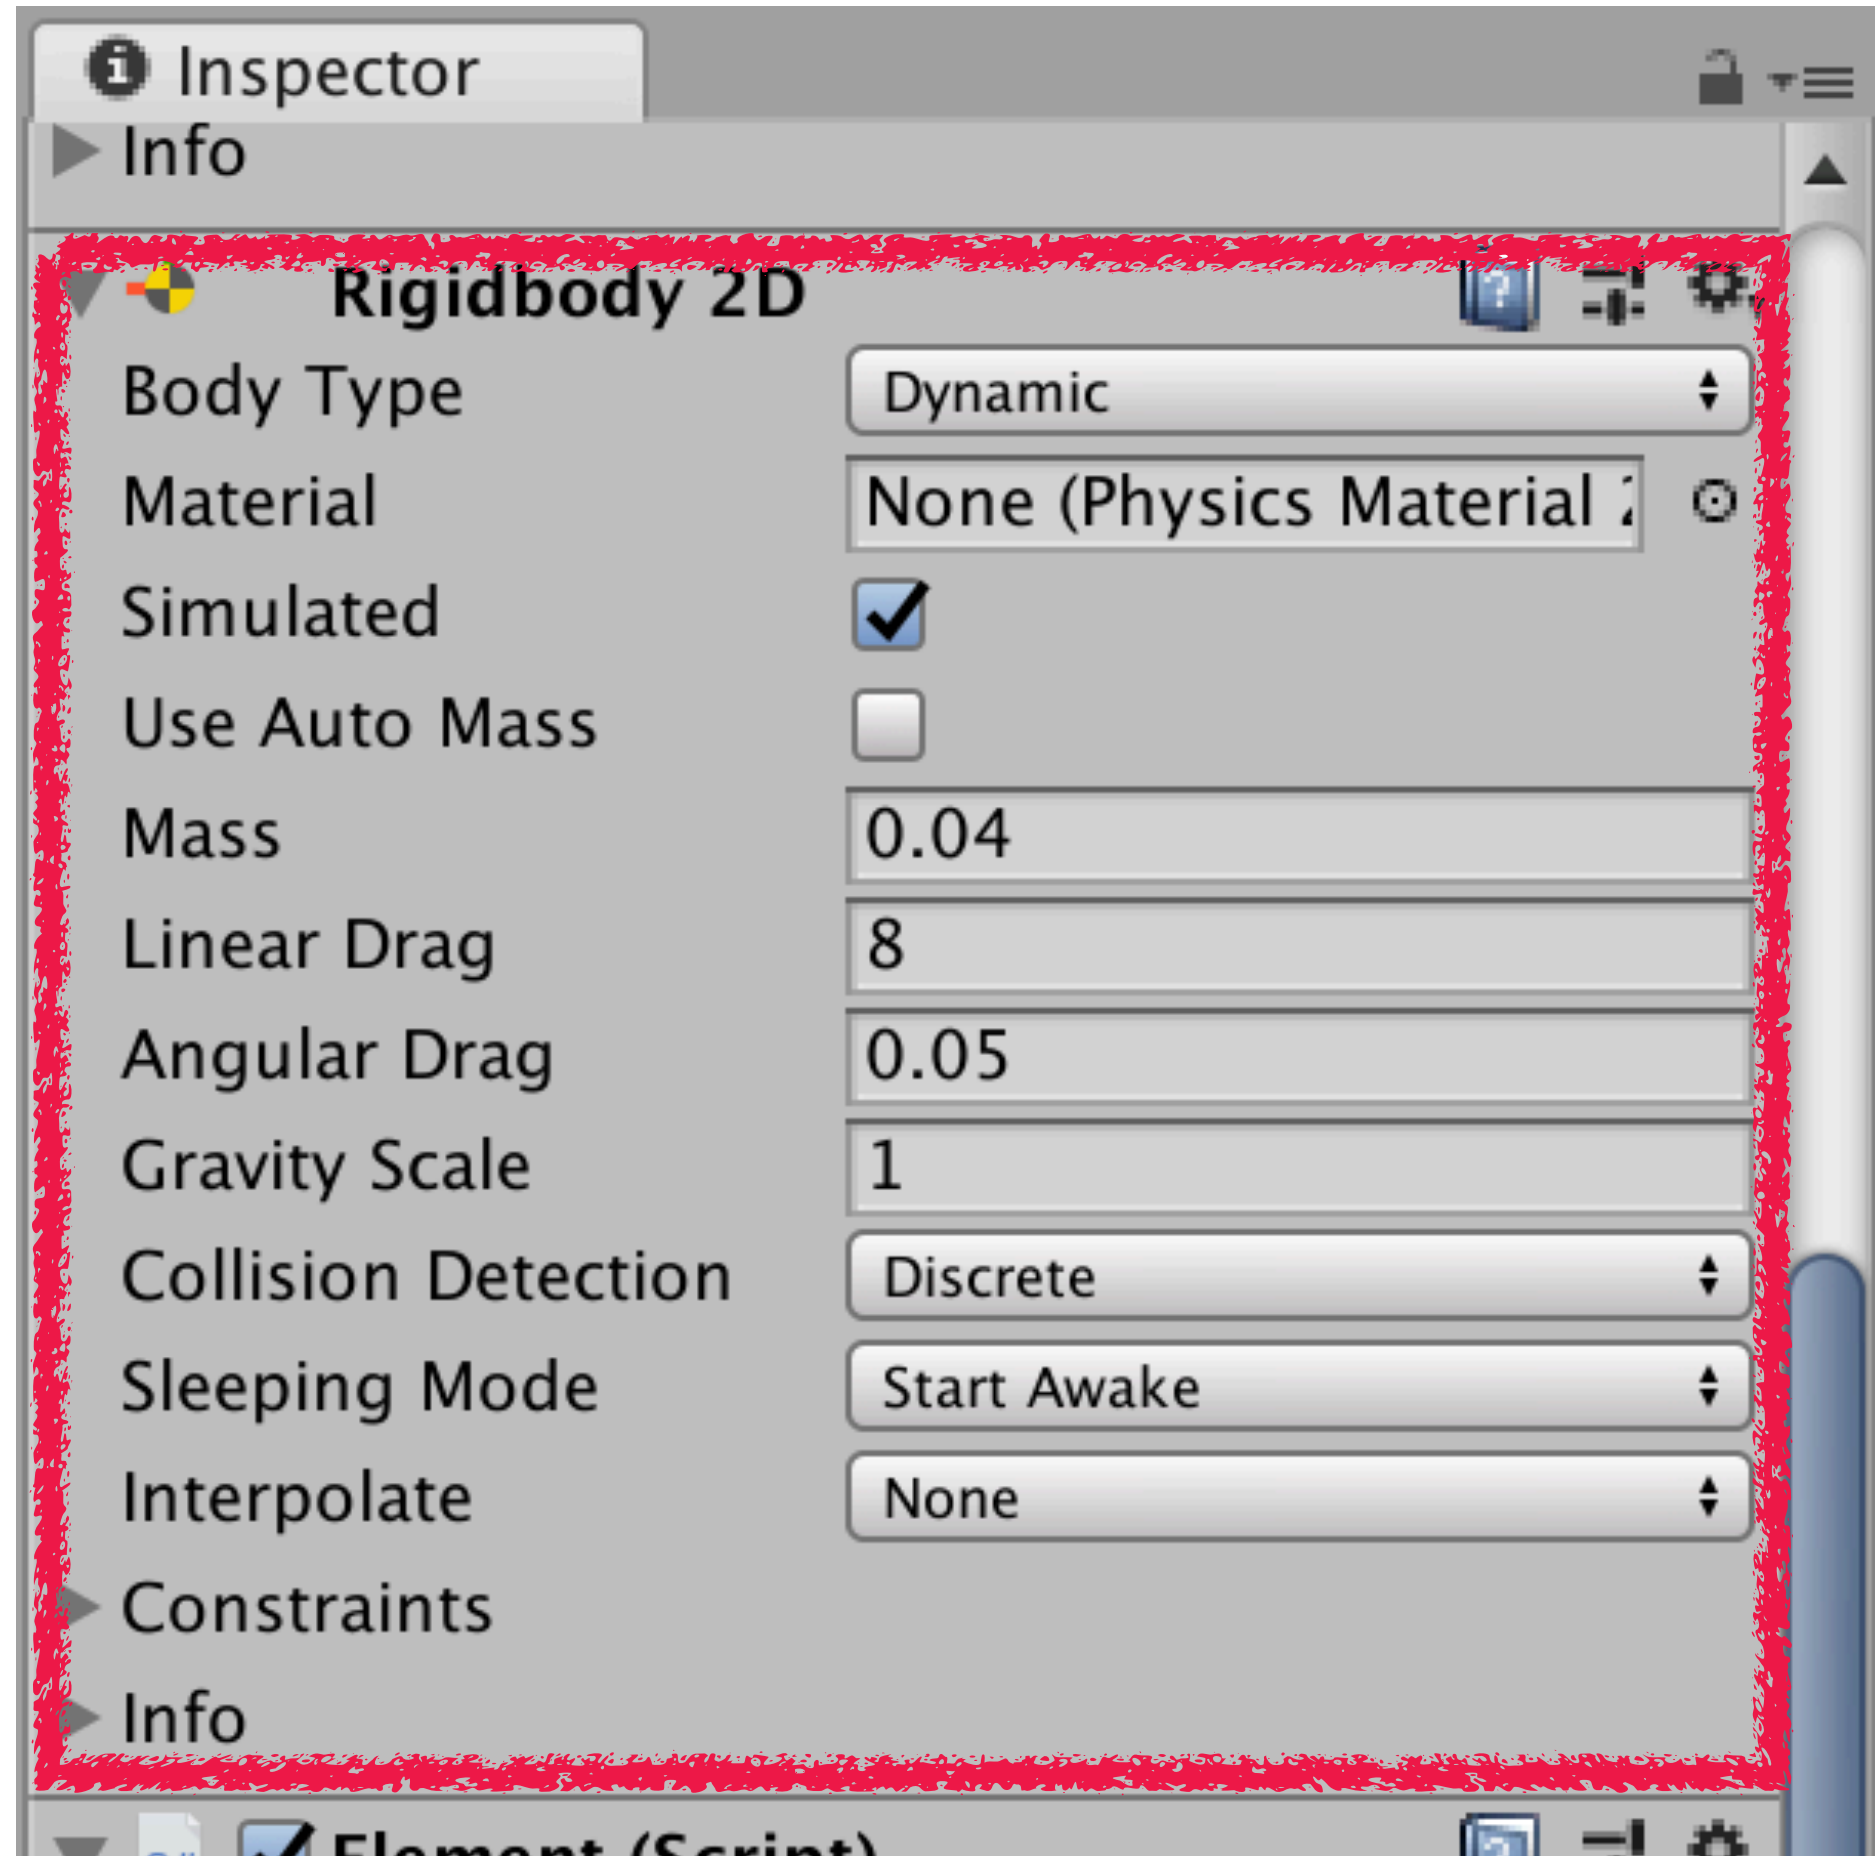 Inspector
Info
Rigidbody 2D
Body Type Dynamic
Material None (Physics Material
Simulated
Use Auto Mass
Mass 0.04
Linear Drag 8
Angular Drag 0.05
Gravity Scale 1
Collision Detection Discrete
Sleeping Mode Start Awake
Interpolate None
Constraints
Info
Element (Script)